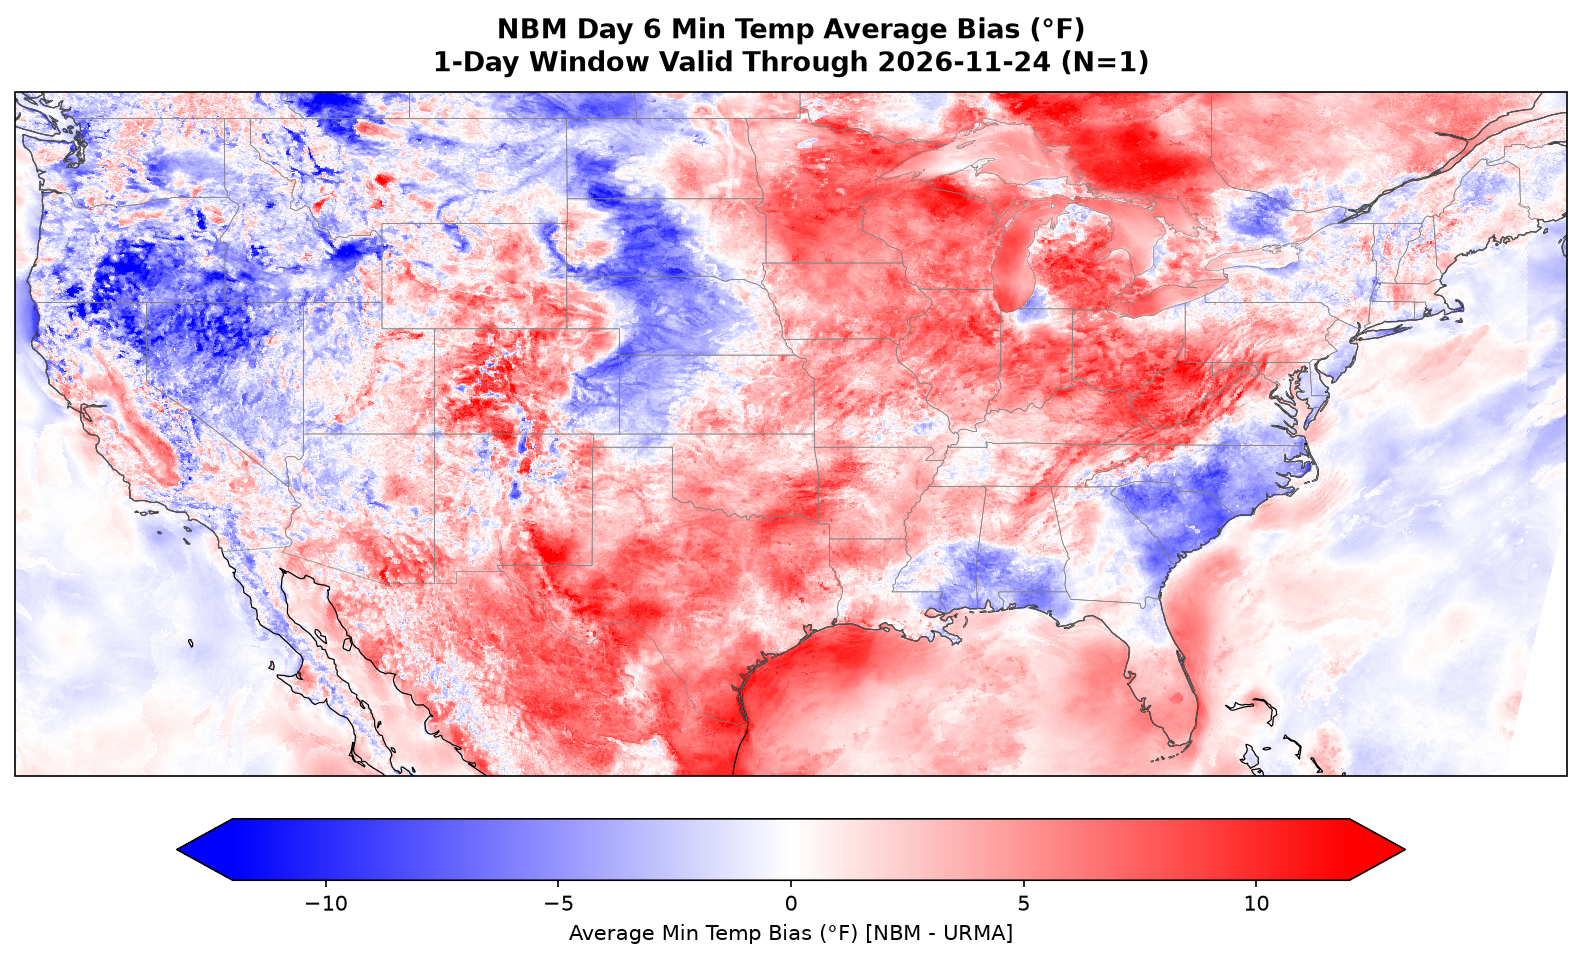 NBM Day 6 Min Temp Average Bias (°F)
1-Day Window Valid Through 2026-11-24 (N=1)
−10 −5 0 5 10
Average Min Temp Bias (°F) [NBM - URMA]